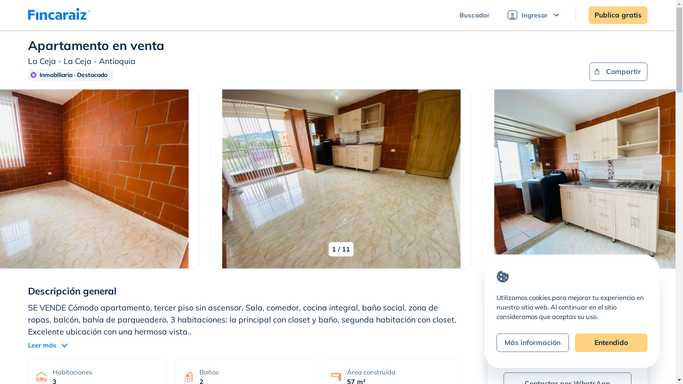 Fincaraiz
Buscador
Ingresar
Publica gratis
Apartamento en venta
La Ceja - La Ceja - Antioquia
Inmobiliaria · Destacado
Compartir
1 / 11
Descripción general
SE VENDE Cómodo apartamento, tercer piso sin ascensor. Sala, comedor, cocina integral, baño social, zona de
ropas, balcón, bahía de parqueadero, 3 habitaciones: la principal con closet y baño, segunda habitación con closet.
Excelente ubicación con una hermosa vista..
Leer más
Habitaciones
3
Baños
2
Área construida
57 m²
Utilizamos cookies para mejorar tu experiencia en
nuestro sitio web. Al continuar en el sitio
consideramos que aceptas su uso.
Más información
Entendido
Contactar por WhatsApp